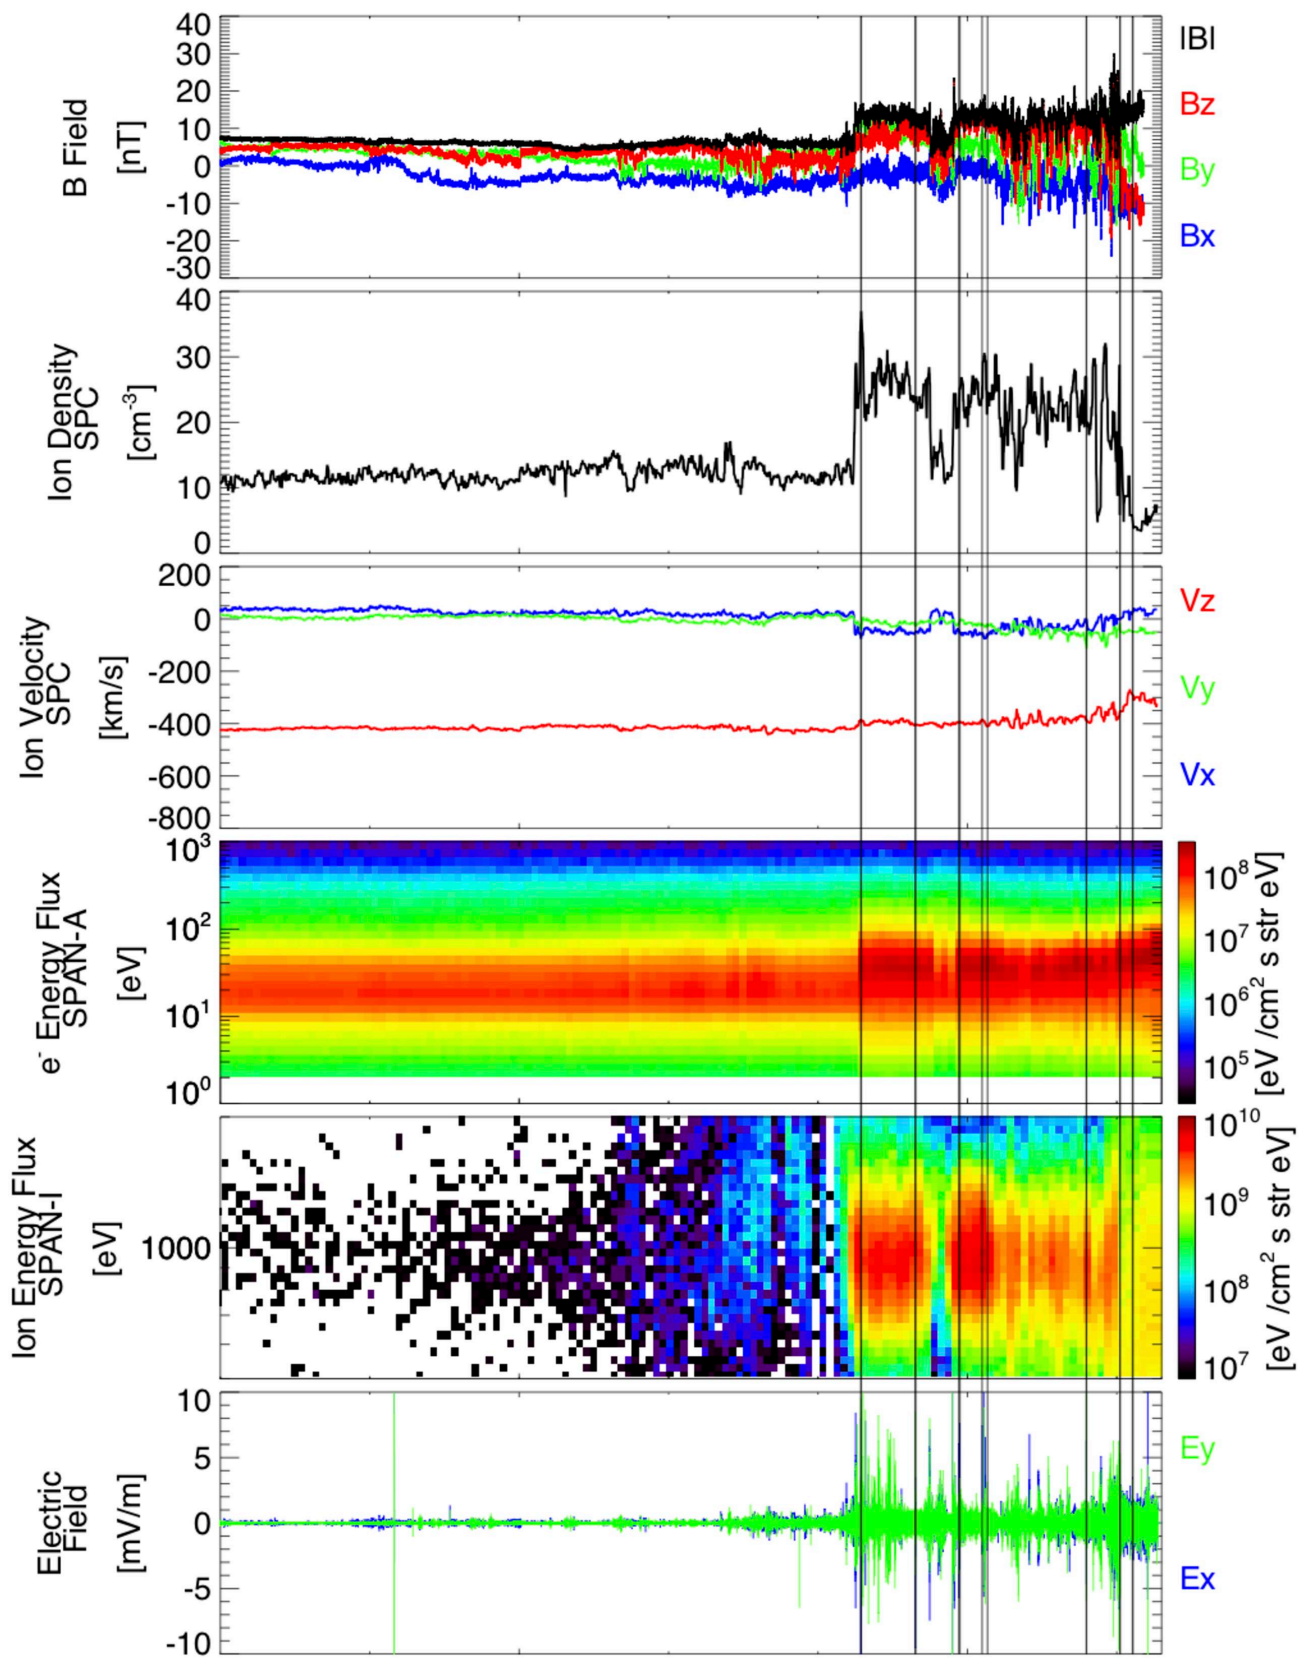 40
30
20
10
0
-10
-20
-30
B Field
[nT]
|B|
Bz
By
Bx
40
30
20
10
0
Ion Density
SPC
[cm⁻³]
200
0
-200
-400
-600
-800
Ion Velocity
SPC
[km/s]
Vz
Vy
Vx
10³
10²
10¹
10⁰
e⁻ Energy Flux
SPAN-A
[eV]
10⁸
10⁷
10⁶
10⁵
[eV /cm² s str eV]
1000
Ion Energy Flux
SPAN-I
[eV]
10¹⁰
10⁹
10⁸
10⁷
[eV /cm² s str eV]
10
5
0
-5
-10
Electric
Field
[mV/m]
Ey
Ex